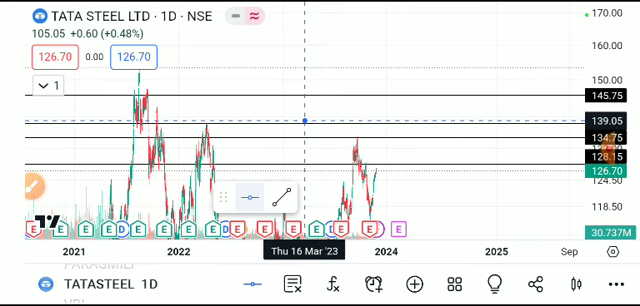 TATA STEEL LTD · 1D · NSE
105.05 +0.60 (+0.48%)
126.70 0.00 126.70
1
170.00
160.00
150.00
145.75
139.05
134.75
128.15
126.70
124.50
118.50
30.737M
E E E E D E E E E D E E E E D E E D E
2021 2022 Thu 16 Mar '23 2024 2025 Sep
TATASTEEL 1D